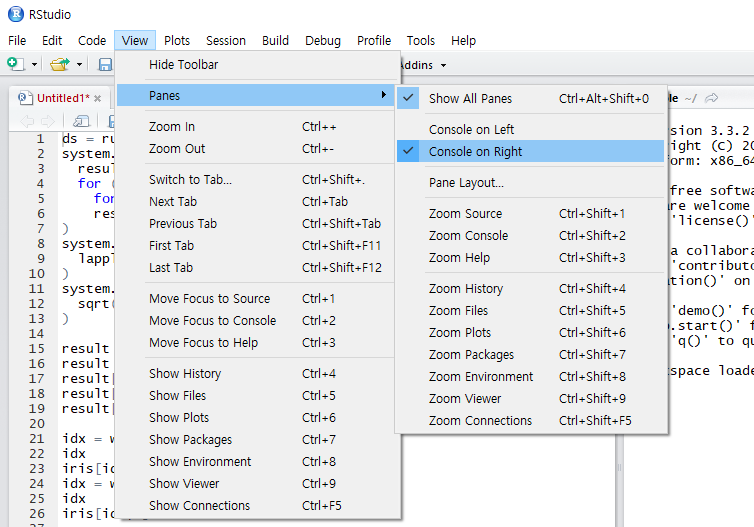 RStudio
File Edit Code View Plots Session Build Debug Profile Tools Help
Addins
Untitled1*
Hide Toolbar
Panes
Zoom In Ctrl++
Zoom Out Ctrl+-
Switch to Tab... Ctrl+Shift+.
Next Tab Ctrl+Tab
Previous Tab Ctrl+Shift+Tab
First Tab Ctrl+Shift+F11
Last Tab Ctrl+Shift+F12
Move Focus to Source Ctrl+1
Move Focus to Console Ctrl+2
Move Focus to Help Ctrl+3
Show History Ctrl+4
Show Files Ctrl+5
Show Plots Ctrl+6
Show Packages Ctrl+7
Show Environment Ctrl+8
Show Viewer Ctrl+9
Show Connections Ctrl+F5
Show All Panes Ctrl+Alt+Shift+0
Console on Left
Console on Right
Pane Layout...
Zoom Source Ctrl+Shift+1
Zoom Console Ctrl+Shift+2
Zoom Help Ctrl+Shift+3
Zoom History Ctrl+Shift+4
Zoom Files Ctrl+Shift+5
Zoom Plots Ctrl+Shift+6
Zoom Packages Ctrl+Shift+7
Zoom Environment Ctrl+Shift+8
Zoom Viewer Ctrl+Shift+9
Zoom Connections Ctrl+Shift+F5
1 ds = ru
2 system.
3 resul
4 for (
5 for
6 res
7 )
8 system.
9 lappl
10 )
11 system.
12 sqrt(
13 )
14
15 result
16 result
17 result[
18 result[
19 result[
20
21 idx = w
22 idx
23 iris[id
24 idx = w
25 idx
26 iris[id
le ~/
sion 3.3.2
right (C) 20
form: x86_64
free softwa
are welcome
'license()'
a collabora
'contributo
ation()' on
'demo()' fo
p.start()' f
'q()' to qu
kspace loade